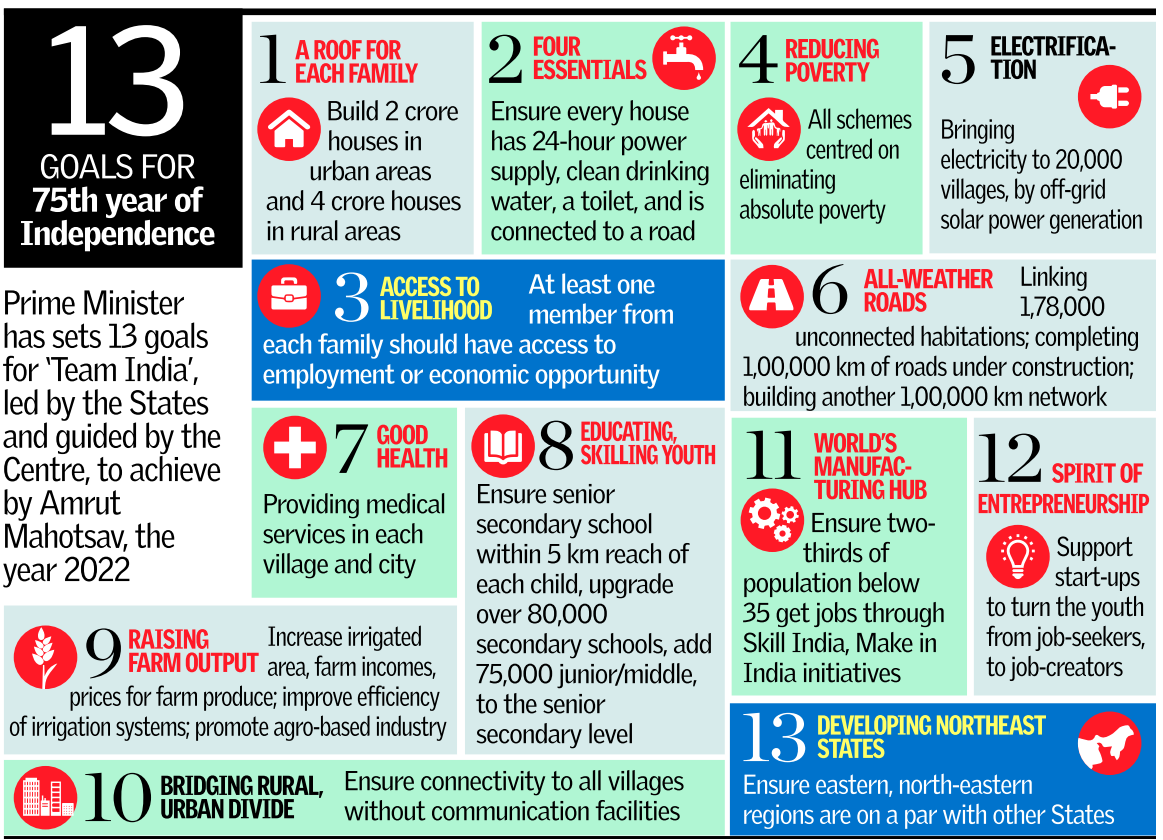 13
GOALS FOR
75th year of
Independence
Prime Minister
has sets 13 goals
for ‘Team India’,
led by the States
and guided by the
Centre, to achieve
by Amrut
Mahotsav, the
year 2022
1 A ROOF FOR
EACH FAMILY
Build 2 crore
houses in
urban areas
and 4 crore houses
in rural areas
2 FOUR
ESSENTIALS
Ensure every house
has 24-hour power
supply, clean drinking
water, a toilet, and is
connected to a road
3 ACCESS TO
LIVELIHOOD
At least one
member from
each family should have access to
employment or economic opportunity
4 REDUCING
POVERTY
All schemes
centred on
eliminating
absolute poverty
5 ELECTRIFICA-
TION
Bringing
electricity to 20,000
villages, by off-grid
solar power generation
6 ALL-WEATHER
ROADS
Linking
1,78,000
unconnected habitations; completing
1,00,000 km of roads under construction;
building another 1,00,000 km network
7 GOOD
HEALTH
Providing medical
services in each
village and city
8 EDUCATING,
SKILLING YOUTH
Ensure senior
secondary school
within 5 km reach of
each child, upgrade
over 80,000
secondary schools, add
75,000 junior/middle,
to the senior
secondary level
9 RAISING
FARM OUTPUT
Increase irrigated
area, farm incomes,
prices for farm produce; improve efficiency
of irrigation systems; promote agro-based industry
10 BRIDGING RURAL,
URBAN DIVIDE
Ensure connectivity to all villages
without communication facilities
11 WORLD’S
MANUFAC-
TURING HUB
Ensure two-
thirds of
population below
35 get jobs through
Skill India, Make in
India initiatives
12 SPIRIT OF
ENTREPRENEURSHIP
Support
start-ups
to turn the youth
from job-seekers,
to job-creators
13 DEVELOPING NORTHEAST
STATES
Ensure eastern, north-eastern
regions are on a par with other States